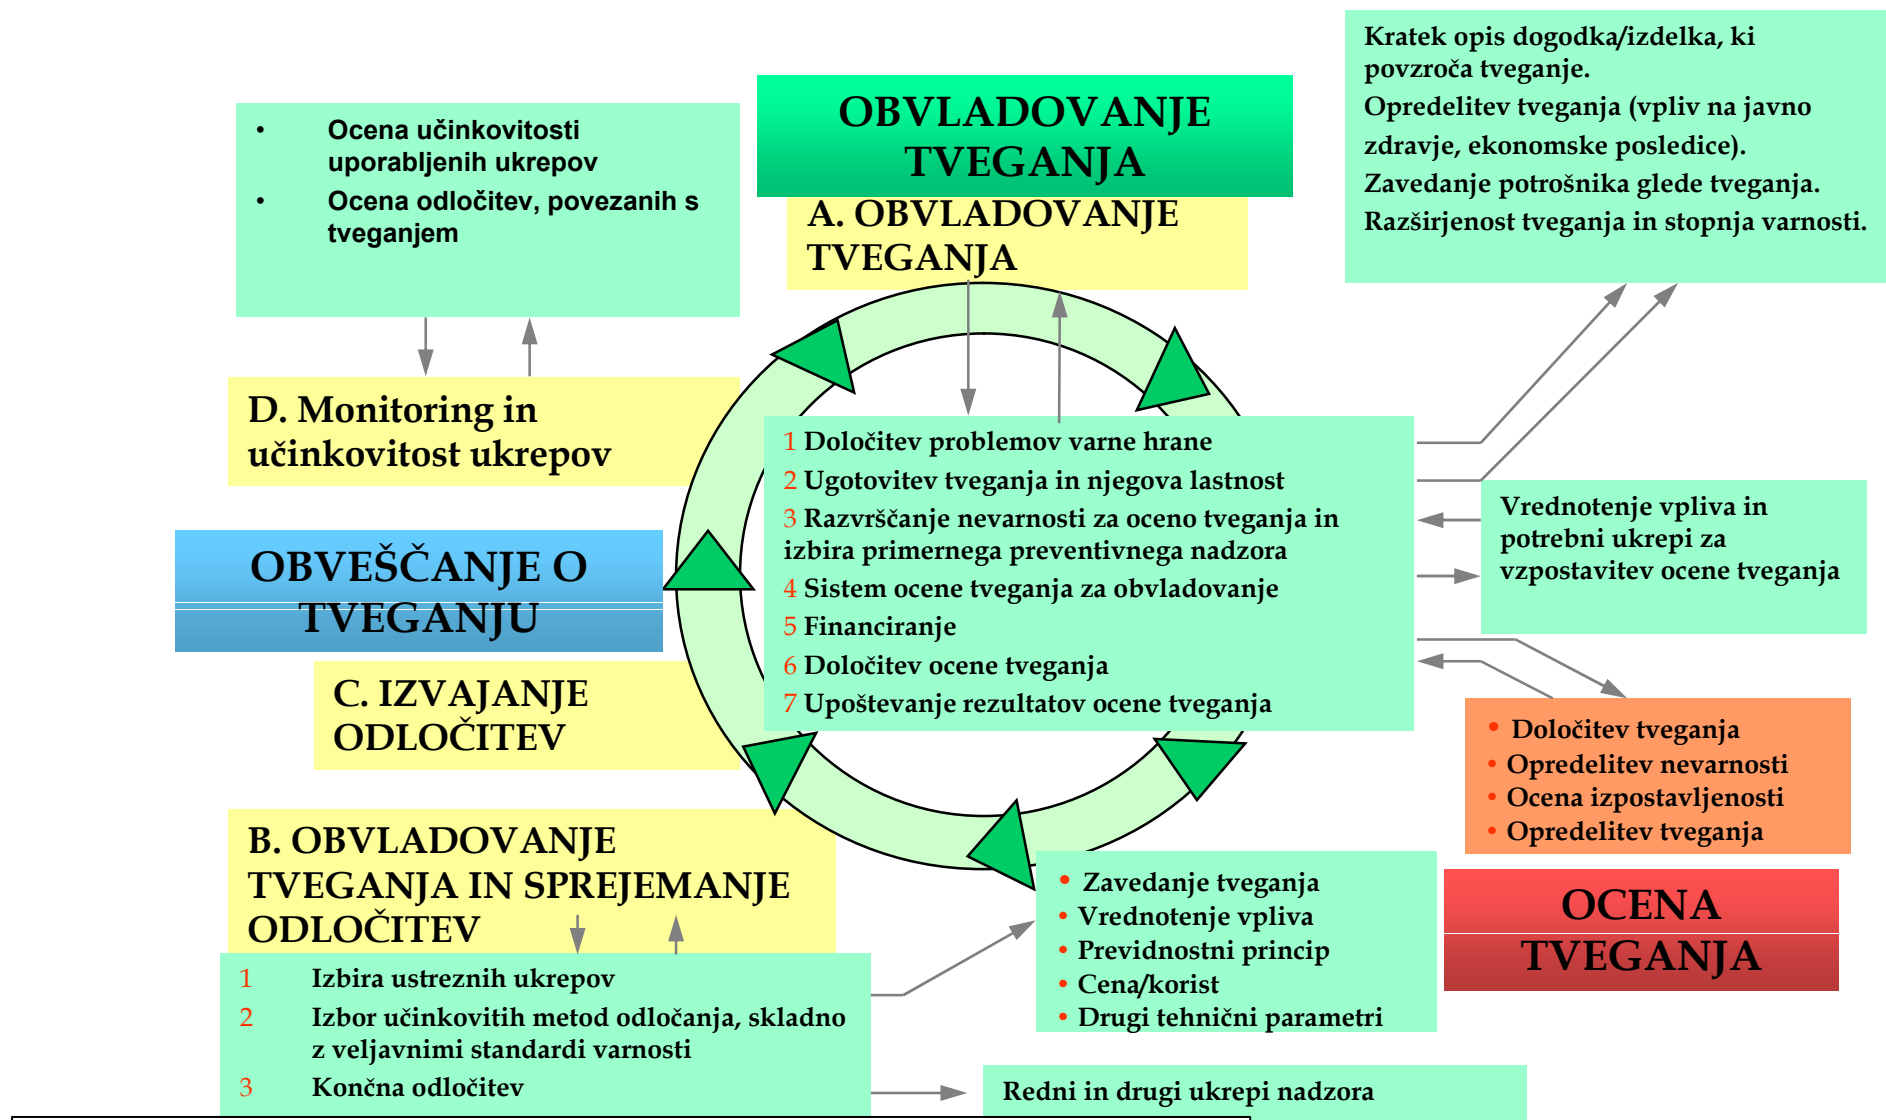 OBVLADOVANJE
TVEGANJA
A. OBVLADOVANJE
TVEGANJA
Kratek opis dogodka/izdelka, ki
povzroča tveganje.
Opredelitev tveganja (vpliv na javno
zdravje, ekonomske posledice).
Zavedanje potrošnika glede tveganja.
Razširjenost tveganja in stopnja varnosti.
• Ocena učinkovitosti
uporabljenih ukrepov
• Ocena odločitev, povezanih s
tveganjem
D. Monitoring in
učinkovitost ukrepov
1 Določitev problemov varne hrane
2 Ugotovitev tveganja in njegova lastnost
3 Razvrščanje nevarnosti za oceno tveganja in
izbira primernega preventivnega nadzora
4 Sistem ocene tveganja za obvladovanje
5 Financiranje
6 Določitev ocene tveganja
7 Upoštevanje rezultatov ocene tveganja
Vrednotenje vpliva in
potrebni ukrepi za
vzpostavitev ocene tveganja
OBVEŠČANJE O
TVEGANJU
C. IZVAJANJE
ODLOČITEV
• Določitev tveganja
• Opredelitev nevarnosti
• Ocena izpostavljenosti
• Opredelitev tveganja
OCENA
TVEGANJA
B. OBVLADOVANJE
TVEGANJA IN SPREJEMANJE
ODLOČITEV
• Zavedanje tveganja
• Vrednotenje vpliva
• Previdnostni princip
• Cena/korist
• Drugi tehnični parametri
1 Izbira ustreznih ukrepov
2 Izbor učinkovitih metod odločanja, skladno
z veljavnimi standardi varnosti
3 Končna odločitev
Redni in drugi ukrepi nadzora